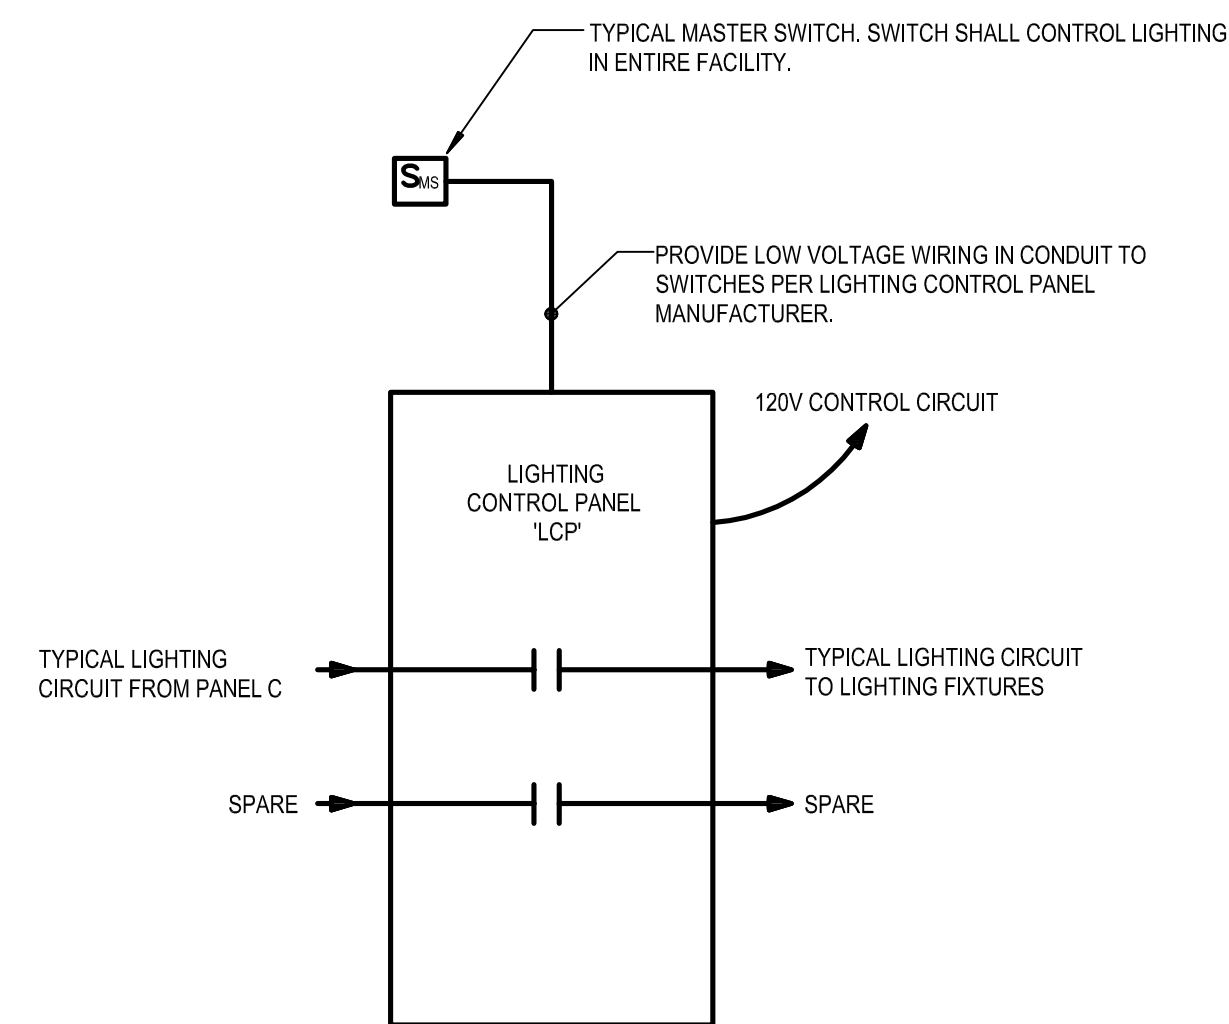 TYPICAL MASTER SWITCH. SWITCH SHALL CONTROL LIGHTING
IN ENTIRE FACILITY.
SMS
PROVIDE LOW VOLTAGE WIRING IN CONDUIT TO
SWITCHES PER LIGHTING CONTROL PANEL
MANUFACTURER.
120V CONTROL CIRCUIT
LIGHTING
CONTROL PANEL
'LCP'
TYPICAL LIGHTING
CIRCUIT FROM PANEL C
TYPICAL LIGHTING CIRCUIT
TO LIGHTING FIXTURES
SPARE
SPARE